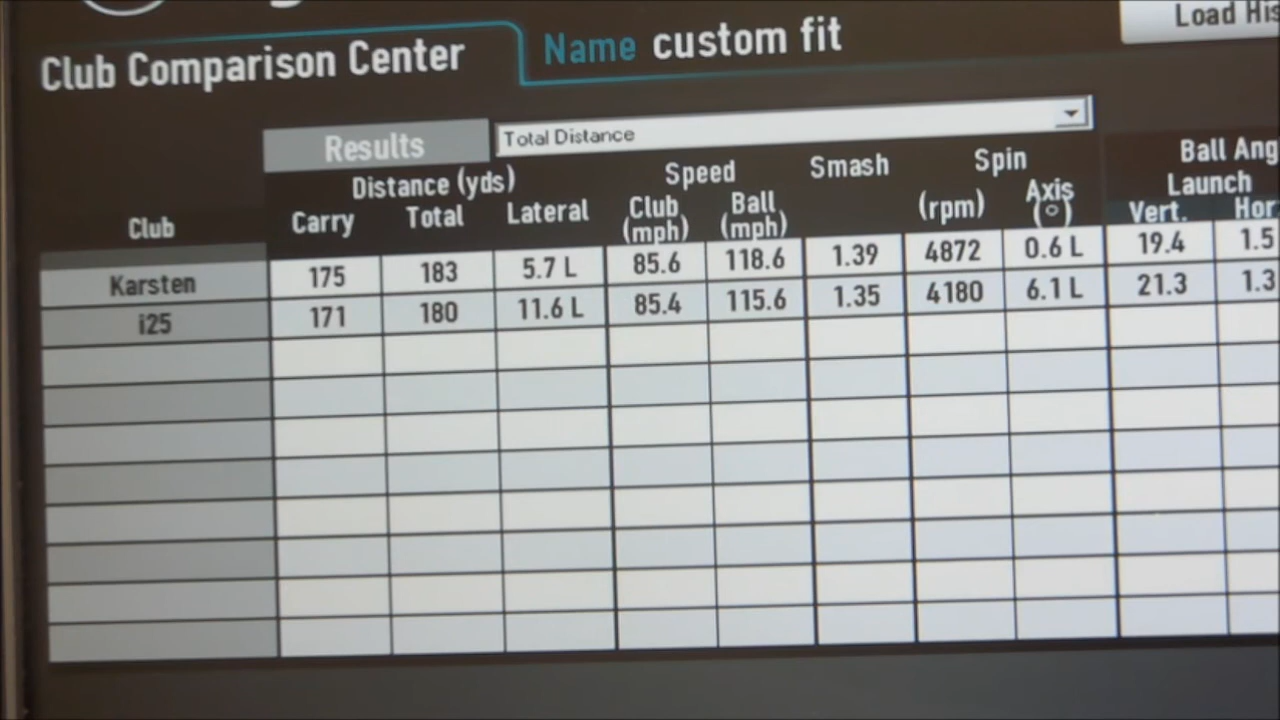 Load His
Club Comparison Center
Name custom fit
Results
Total Distance
Distance (yds)
Speed
Smash
Spin
Ball Ang
Launch
Club
Carry
Total
Lateral
Club (mph)
Ball (mph)
(rpm)
Axis (°)
Vert.
Hor
Karsten 175 183 5.7 L 85.6 118.6 1.39 4872 0.6 L 19.4 1.5
i25 171 180 11.6 L 85.4 115.6 1.35 4180 6.1 L 21.3 1.3